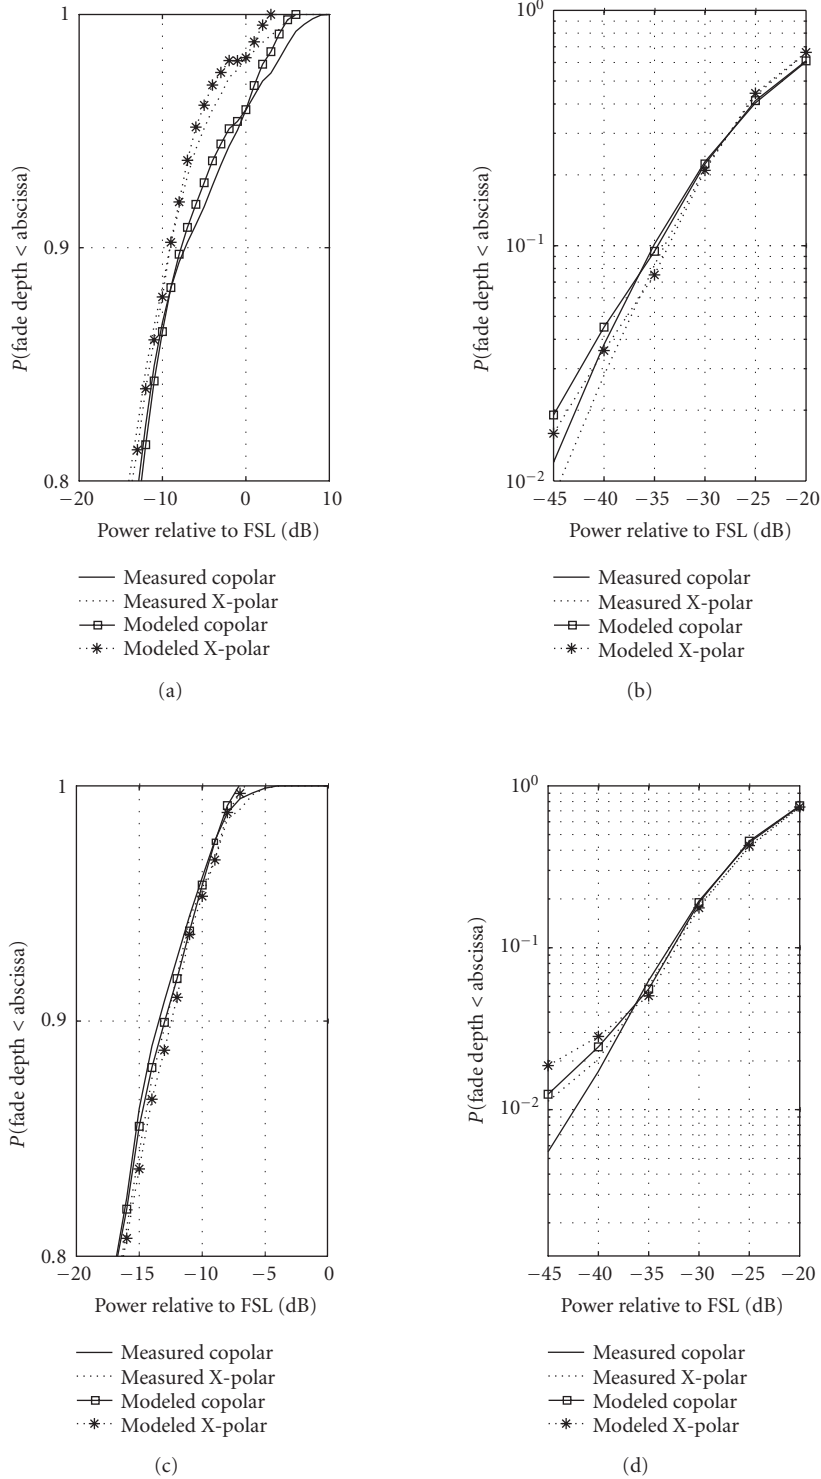 1
0.9
0.8
P(fade depth < abscissa)
−20 −10 0 10
Power relative to FSL (dB)
Measured copolar
Measured X-polar
Modeled copolar
Modeled X-polar
(a)
10⁰
10⁻¹
10⁻²
P(fade depth < abscissa)
−45 −40 −35 −30 −25 −20
Power relative to FSL (dB)
Measured copolar
Measured X-polar
Modeled copolar
Modeled X-polar
(b)
1
0.9
0.8
P(fade depth < abscissa)
−20 −15 −10 −5 0
Power relative to FSL (dB)
Measured copolar
Measured X-polar
Modeled copolar
Modeled X-polar
(c)
10⁰
10⁻¹
10⁻²
P(fade depth < abscissa)
−45 −40 −35 −30 −25 −20
Power relative to FSL (dB)
Measured copolar
Measured X-polar
Modeled copolar
Modeled X-polar
(d)